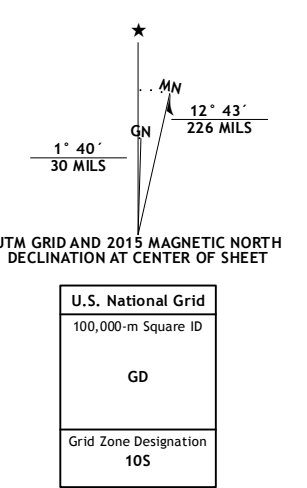 ★
MN
GN
12° 43´
226 MILS
1° 40´
30 MILS
UTM GRID AND 2015 MAGNETIC NORTH
DECLINATION AT CENTER OF SHEET
U.S. National Grid
100,000-m Square ID
GD
Grid Zone Designation
10S